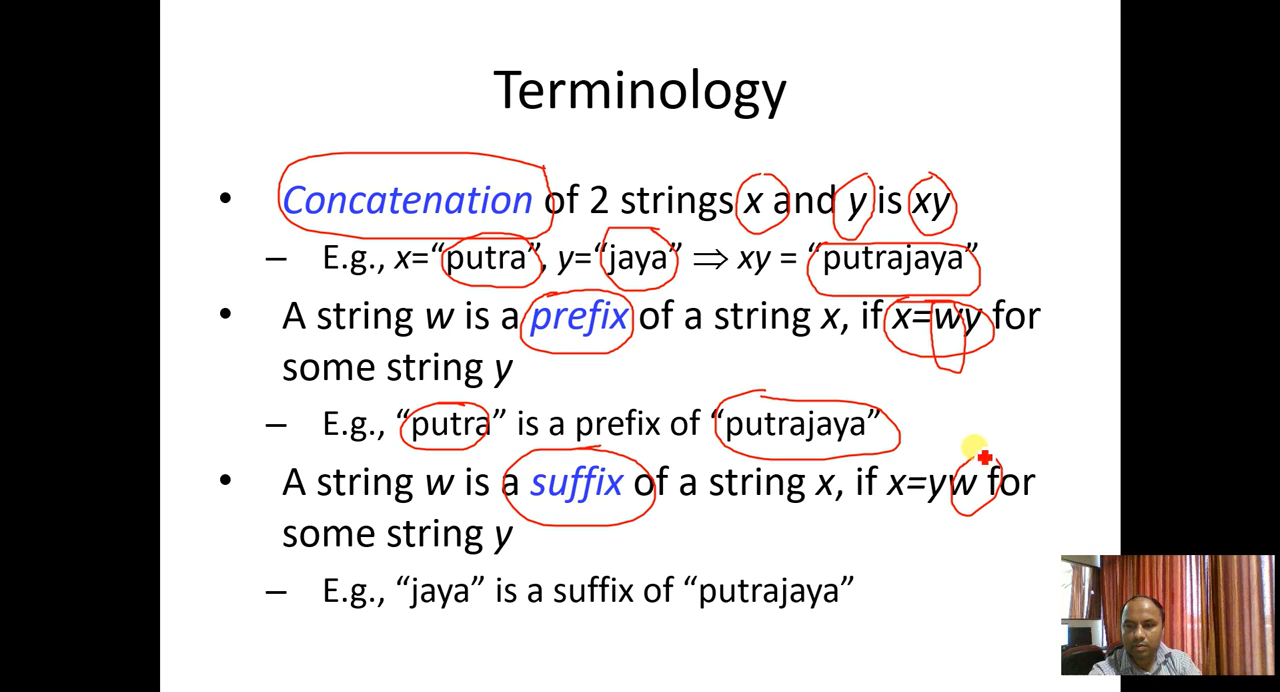 Terminology
• Concatenation of 2 strings x and y is xy
– E.g., x=“putra”, y=“jaya” ⇒ xy = “putrajaya”
• A string w is a prefix of a string x, if x=wy for
some string y
– E.g., “putra” is a prefix of “putrajaya”
• A string w is a suffix of a string x, if x=yw for
some string y
– E.g., “jaya” is a suffix of “putrajaya”